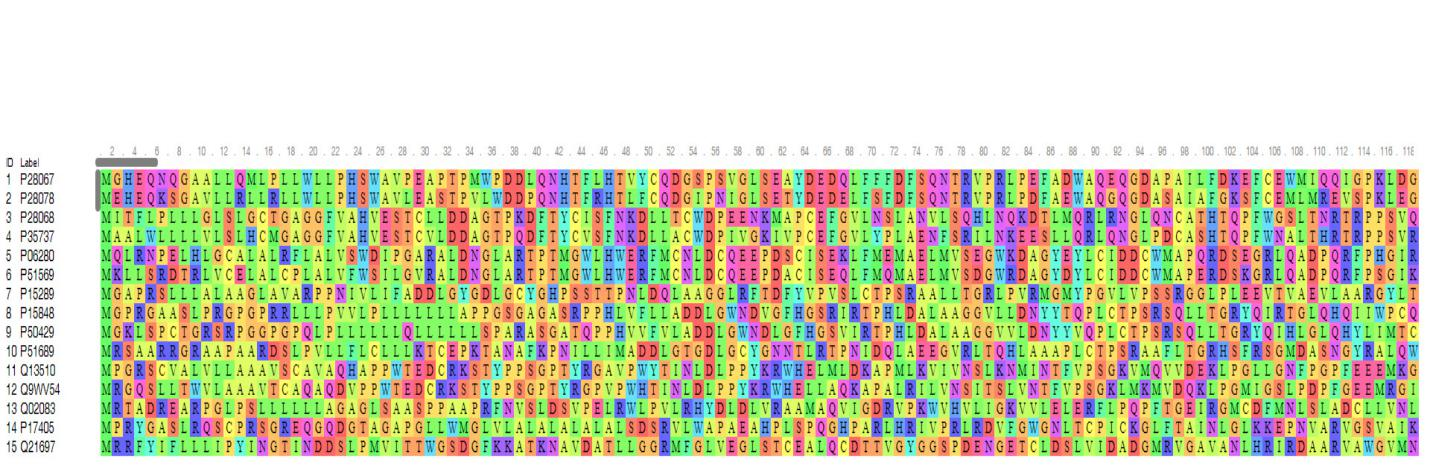 . 2 . 4 . 6 . 8 . 10 . 12 . 14 . 16 . 18 . 20 . 22 . 24 . 26 . 28 . 30 . 32 . 34 . 36 . 38 . 40 . 42 . 44 . 46 . 48 . 50 . 52 . 54 . 56 . 58 . 60 . 62 . 64 . 66 . 68 . 70 . 72 . 74 . 76 . 78 . 80 . 82 . 84 . 86 . 88 . 90 . 92 . 94 . 96 . 98 . 100 . 102 . 104 . 106 . 108 . 110 . 112 . 114 . 116 . 118
ID Label
1 P28067 MGHEQNQGAALLQMLPLLWLLPHSWAVPEAPTPMWPDDLQNHTFLHTVYCQDGSPSVGLSEAYDEDQLFFFDFSQNTRVPRLPEFADWAQEQGDAPAILFDKEFCEWMIQQIGPKLDG
2 P28078 MEHEQKSGAVLLRLLRLLWLLPHSWAVLEASTPVLWDDPQNHTFRHTLFCQDGIPNIGLSETYDEDELFSFDFSQNTRVPRLPDFAEWAQGQGDASAIAFGKSFCEMLMREVSPKLEG
3 P28068 MITFLPLLLGLSLGCTGAGGFVAHVESTCLLDDAGTPKDFTYCISFNKDLLTCWDPEENKMAPCEFGVLNSLANVLSQHLNQKDTLMQRLRNGLQNCATHTQPFWGSLTNRTRPPSVQ
4 P35737 MAALWLLLLVLSLHCMGAGGFVAHVESTCVLDDAGTPQDFTYCVSFNKDLLACWDPIVGKIVPCEFGVLYPLAENFSRILNKEESLLQRLQNGLPDCASHTQPFWNALTHRTRPPSVR
5 P06280 MQLRNPELHLGCALALRFLALVSWDIPGARALDNGLARTPTMGWLHWERFMCNLDCQEEPDSCISEKLFMEMAELMVSEGWKDAGYEYLCIDDCWMAPQRDSEGRLQADPQRFPHGIR
6 P51569 MKLLSRDTRLVCELALCPLALVFWSILGVRALDNGLARTPTMGWLHWERFMCNLDCQEEPDACISEQLFMQMAELMVSDGWRDAGYDYLCIDDCWMAPERDSKGRLQADPQRFPSGIK
7 P15289 MGAPRSLLLALAAGLAVARPPNIVLIFADDLGYGDLGCYGHPSSTTPNLDQLAAGGLRFTDFYVPVSLCTPSRAALLTGRLPVRMGMYPGVLVPSSRGGLPLEEVTVAEVLAARGYLT
8 P15848 MGPRGAASLPRGPGPRRLLLPVVLPLLLLLLLAPPGSGAGASRPPHLVFLLADDLGWNDVGFHGSRIRTPHLDALAAGGVLLDNYYTQPLCTPSRSQLLTGRYQIRTGLQHQIIWPCQ
9 P50429 MGKLSPCTGRSRPGGPGPQLPLLLLLLQLLLLLLLSPARASGATQPPHVVFVLADDLGWNDLGFHGSVIRTPHLDALAAGGVVLDNYYVQPLCTPSRSQLLTGRYQIHLGLQHYLIMTC
10 P51689 MRSAARRGRAAPAARDSLPVLLFLCLLLKTCEPKTANAFKPNILLIMADDLGTGDLGCYGNNTLRTPNIDQLAEEGVRLTQHLAAAPLCTPSRAAFLTGRHSFRSGMDASNGYRALQW
11 Q13510 MPGRSCVALVLLAAAVSCAVAQHAPPWTEDCRKSTYPPSGPTYRGAVPWYTINLDLPPYKRWHELMLDKAPMLKVIVNSLKNMINTFVPSGKVMQVVDEKLPGLLGNFPGPFEEEMKG
12 Q9WV54 MRGQSLLTWVLAAAVTCAQAQDVPPWTEDCRKSTYPPSGPTYRGPVPWHTINLDLPPYKRWHELLAQKAPALRILVNSITSLVNTFVPSGKLMKMVDQKLPGMIGSLPDPFGEEMRGI
13 Q02083 MRTADREARPGLPSLLLLLLAGAGLSAASPPAAPRFNVSLDSVPELRWLPVLRHYDLDLVRAAMAQVIGDRVPKWVHVLIGKVVLELERFLPQPFTGEIRGMCDFMNLSLADCLLVNL
14 P17405 MPRYGASLRQSCPRSGREQGQDGTAGAPGLLWMGLVLALALALALALSDSRVLWAPAEAHPLSPQGHPARLHRIVPRLRDVFGWGNLTCPICKGLFTAINLGLKKEPNVARVGSVAIK
15 Q21697 MRRFYIFLLLLIPYINGTINDDSLPMVITTWGSDGFKKATKNAVDATLLGGRMFGLVEGLSTCEALQCDTTVGYGGSPDENGETCLDSLVIDADGMRVGAVANLHRIRDAARVAWGVMN